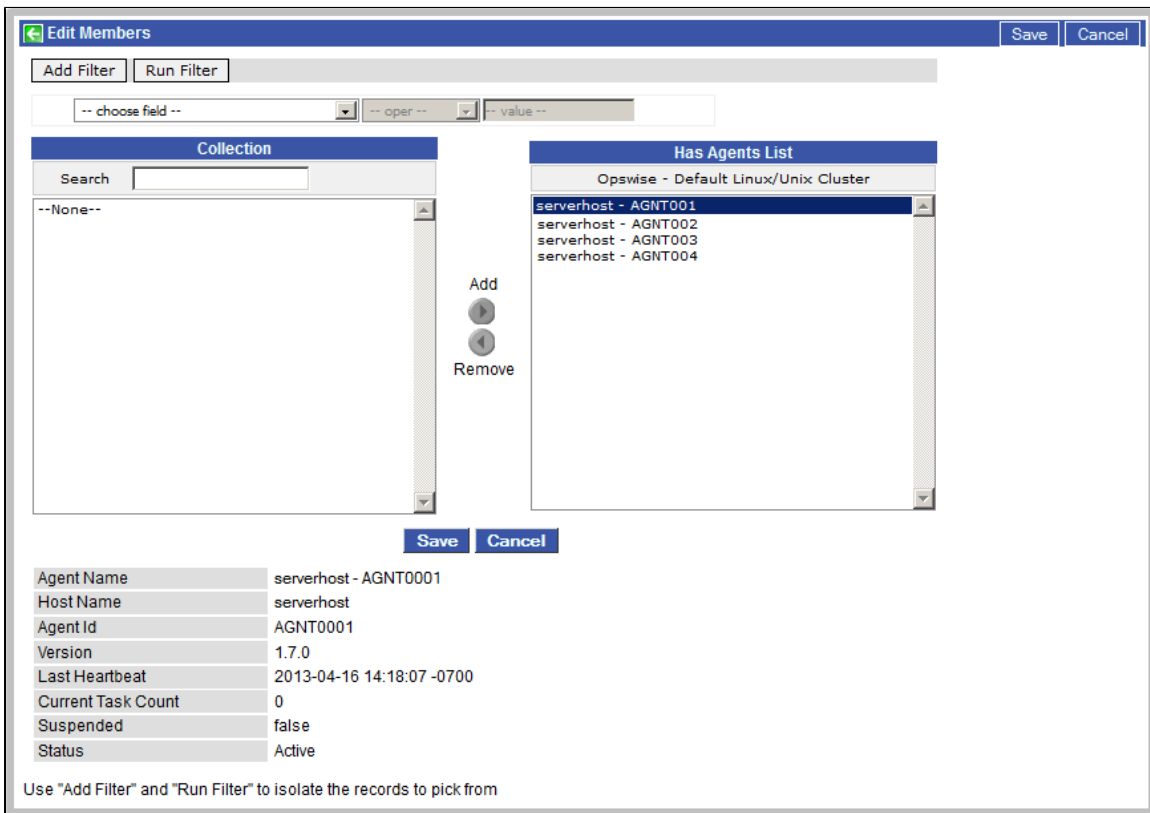 Edit Members Save Cancel
Add Filter Run Filter
-- choose field -- -- oper -- -- value --
Collection
Search
--None--
Add
Remove
Has Agents List
Opswise - Default Linux/Unix Cluster
serverhost - AGNT001
serverhost - AGNT002
serverhost - AGNT003
serverhost - AGNT004
Save Cancel
Agent Name serverhost - AGNT0001
Host Name serverhost
Agent Id AGNT0001
Version 1.7.0
Last Heartbeat 2013-04-16 14:18:07 -0700
Current Task Count 0
Suspended false
Status Active
Use "Add Filter" and "Run Filter" to isolate the records to pick from